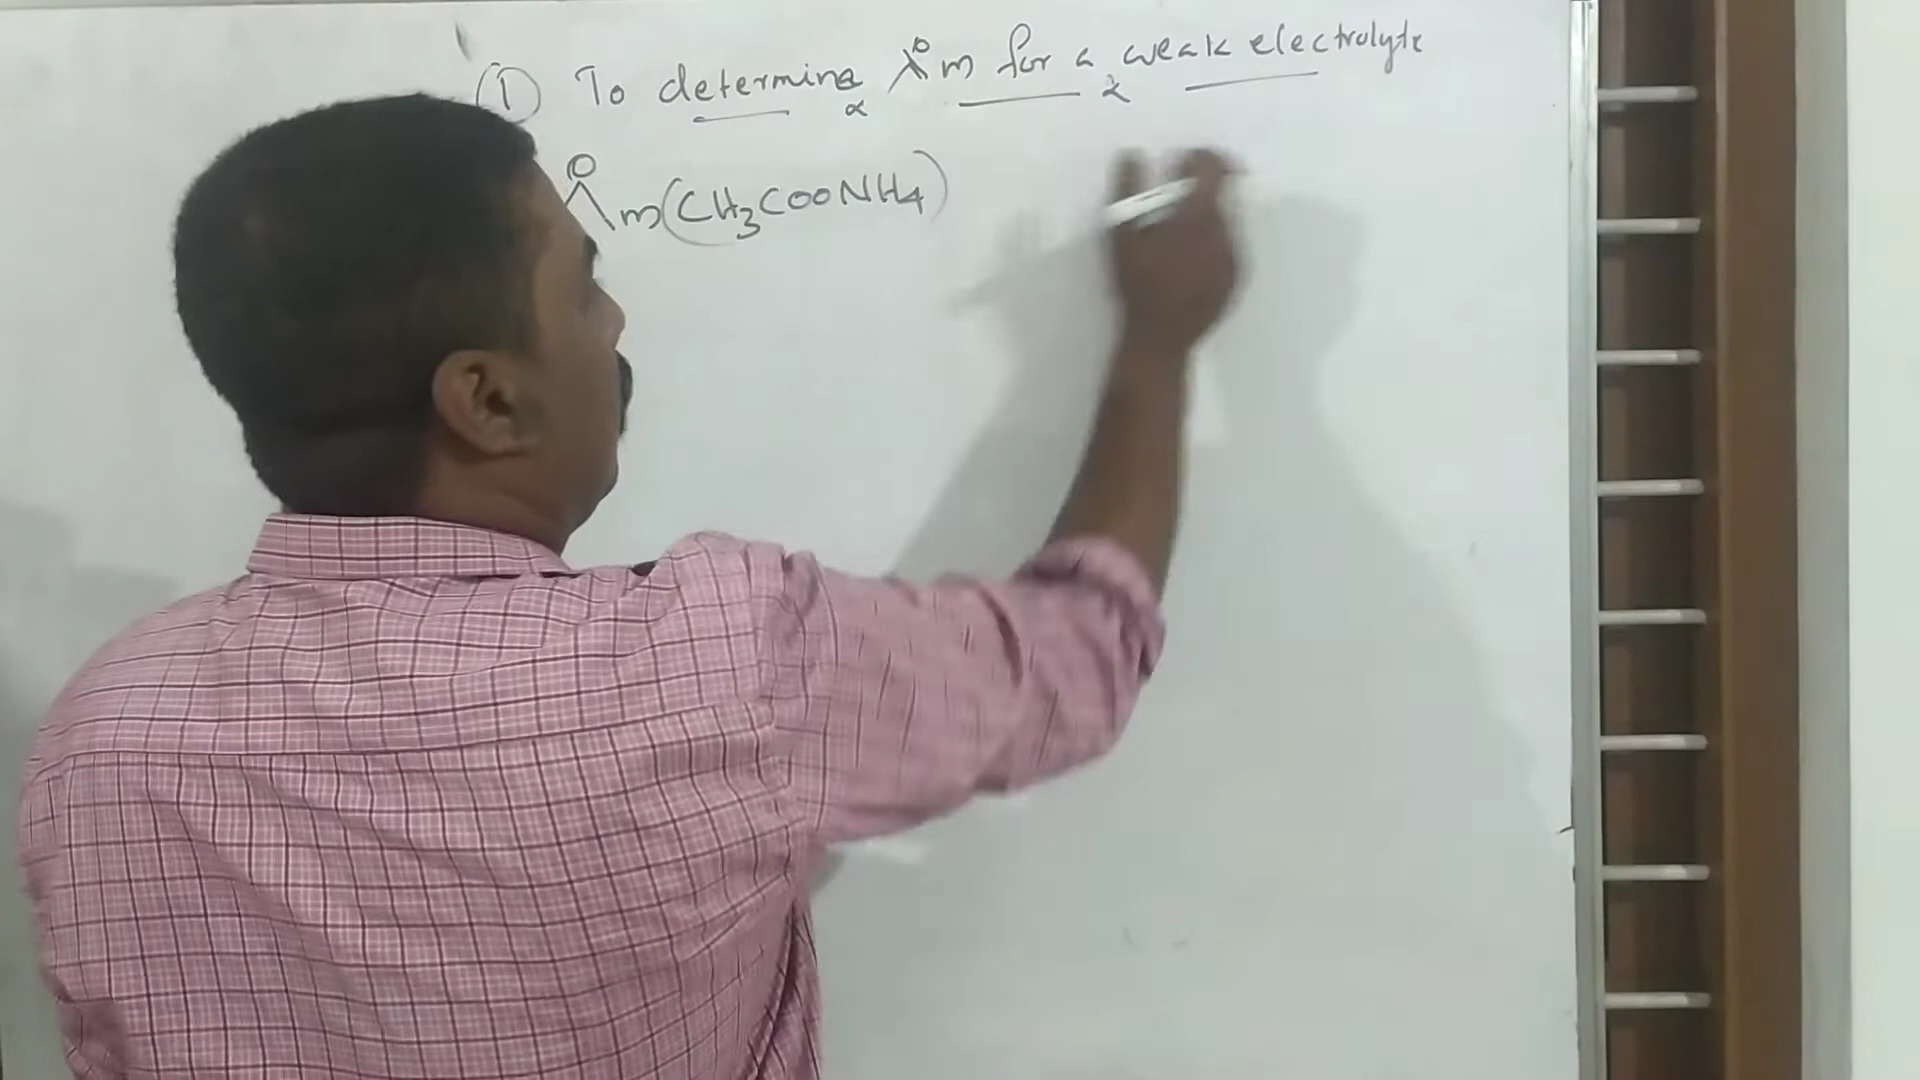 ① To determine λ°m for a weak electrolyte
∝ λ
Λ°m(CH₃COONH₄)